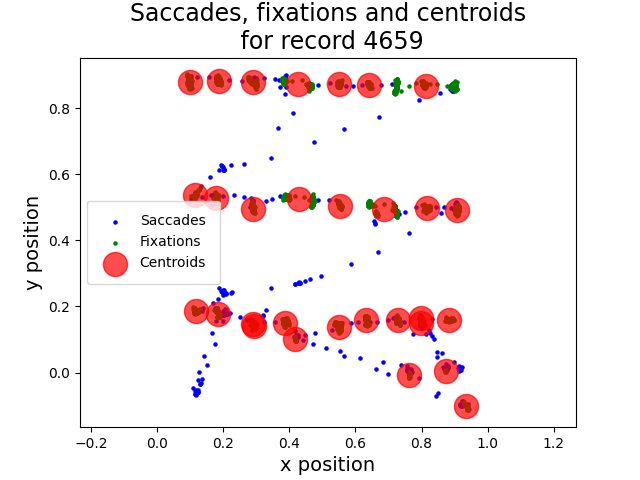 Saccades, fixations and centroids
for record 4659
y position
0.8
0.6
0.4
0.2
0.0
Saccades
Fixations
Centroids
−0.2 0.0 0.2 0.4 0.6 0.8 1.0 1.2
x position